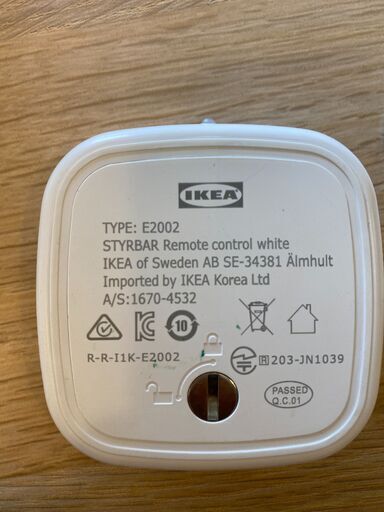 IKEA
TYPE: E2002
STYRBAR Remote control white
IKEA of Sweden AB SE-34381 Älmhult
Imported by IKEA Korea Ltd
A/S:1670-4532
10
R-R-I1K-E2002
R 203-JN1039
PASSED
Q.C.01